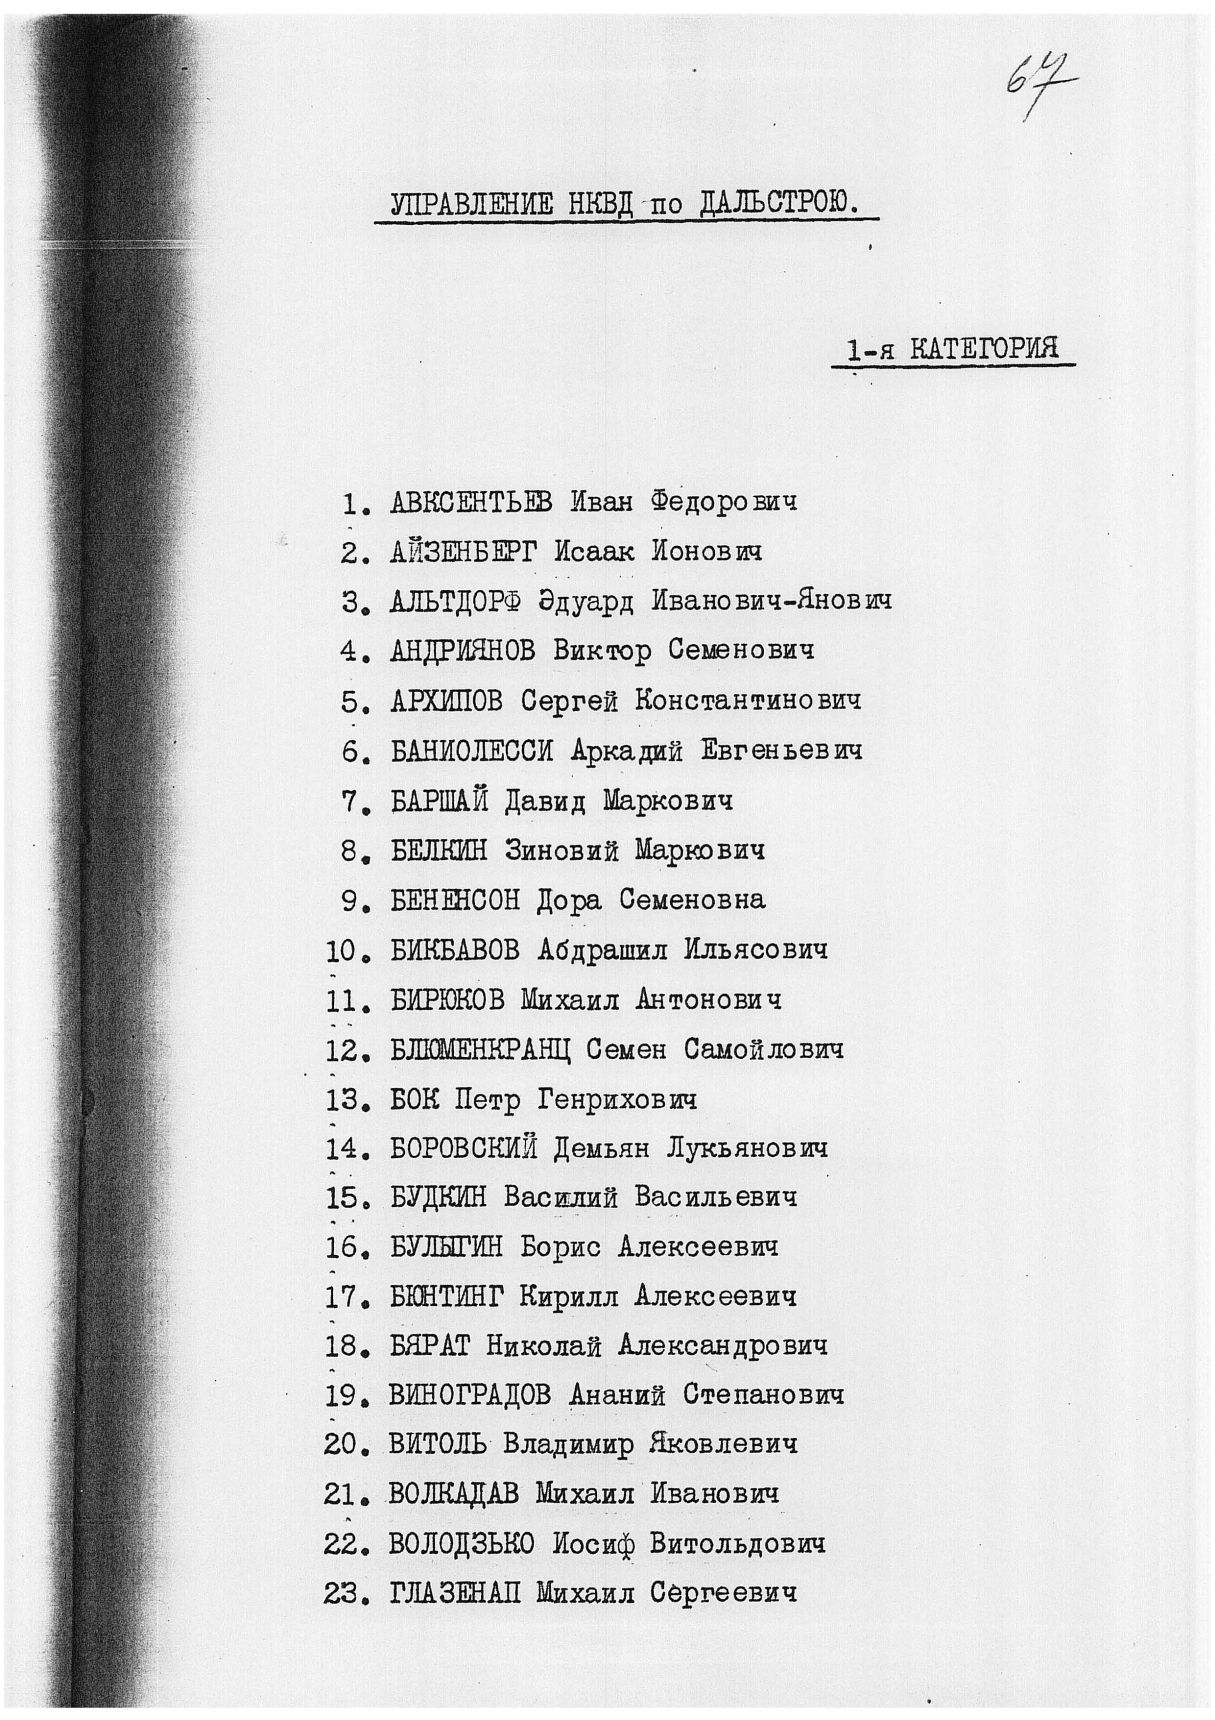 67
УПРАВЛЕНИЕ НКВД по ДАЛЬСТРОЮ.
1-я КАТЕГОРИЯ
1. АВКСЕНТЬЕВ Иван Федорович
2. АЙЗЕНБЕРГ Исаак Ионович
3. АЛЬТДОРФ Эдуард Иванович-Янович
4. АНДРИЯНОВ Виктор Семенович
5. АРХИПОВ Сергей Константинович
6. БАНИОЛЕССИ Аркадий Евгеньевич
7. БАРШАЙ Давид Маркович
8. БЕЛКИН Зиновий Маркович
9. БЕНЕНСОН Дора Семеновна
10. БИКБАВОВ Абдрашил Ильясович
11. БИРЮКОВ Михаил Антонович
12. БЛЮМЕНКРАНЦ Семен Самойлович
13. БОК Петр Генрихович
14. БОРОВСКИЙ Демьян Лукьянович
15. БУДКИН Василий Васильевич
16. БУЛЫГИН Борис Алексеевич
17. БЮНТИНГ Кирилл Алексеевич
18. БЯРАТ Николай Александрович
19. ВИНОГРАДОВ Ананий Степанович
20. ВИТОЛЬ Владимир Яковлевич
21. ВОЛКАДАВ Михаил Иванович
22. ВОЛОДЗЬКО Иосиф Витольдович
23. ГЛАЗЕНАП Михаил Сергеевич